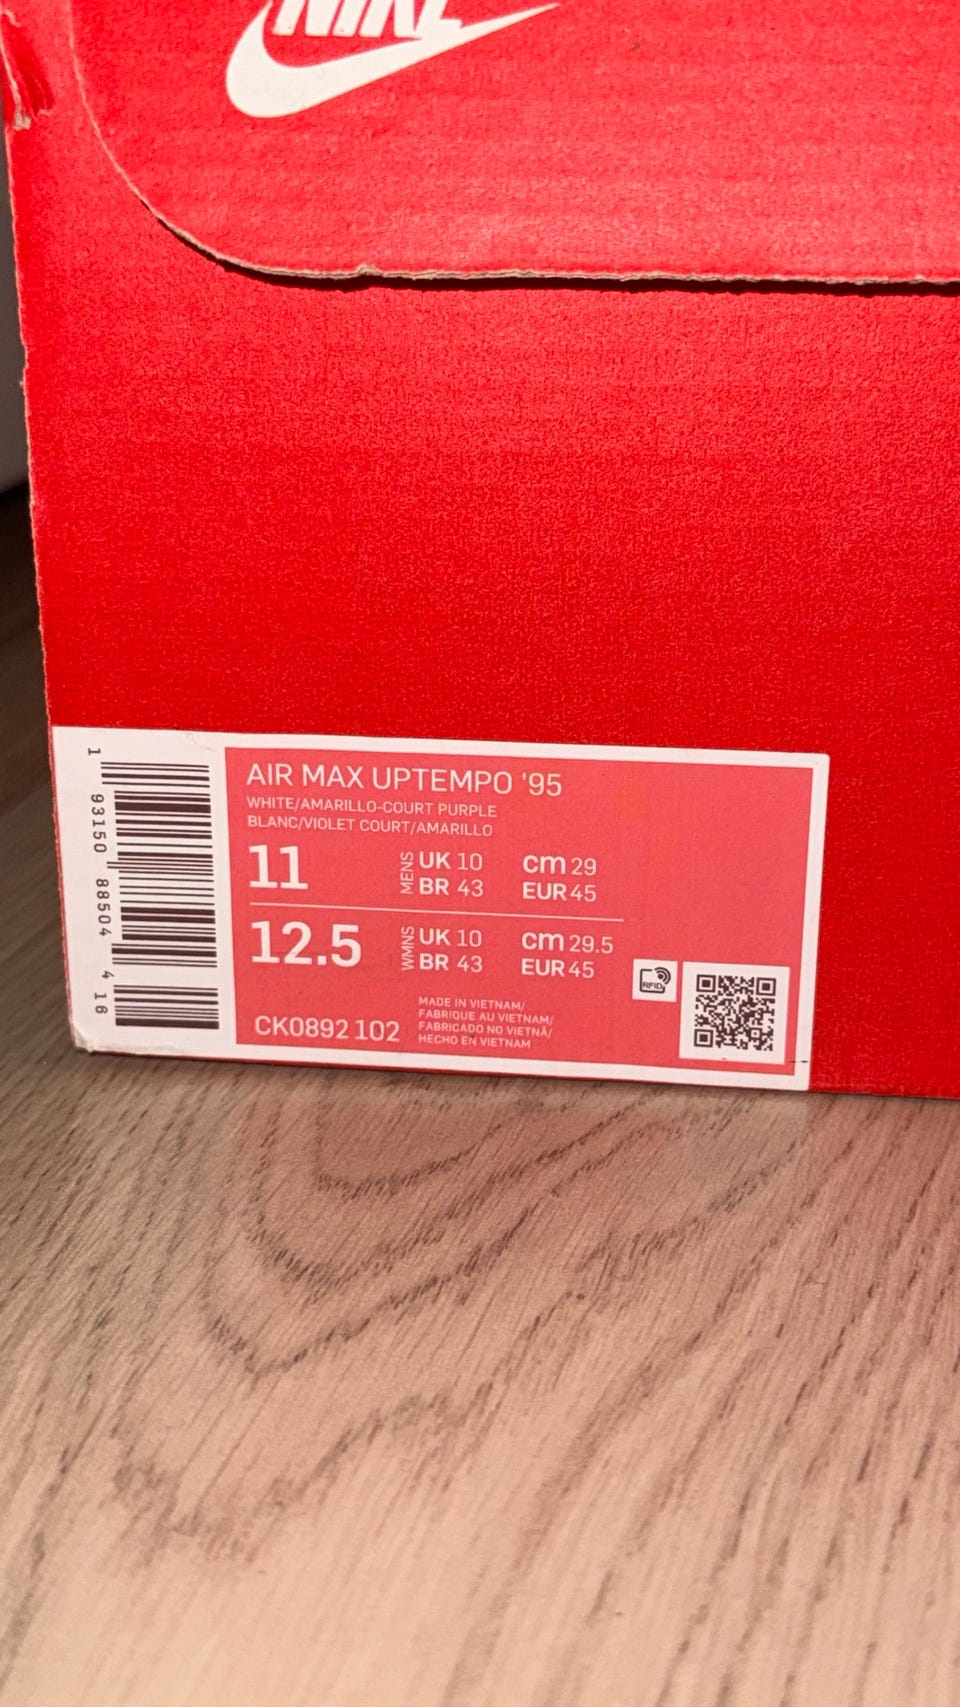 NIKE
AIR MAX UPTEMPO '95
WHITE/AMARILLO-COURT PURPLE
BLANC/VIOLET COURT/AMARILLO
11 MENS UK 10 cm 29
BR 43 EUR 45
12.5 WMNS UK 10 cm 29.5
BR 43 EUR 45
RFID
CK0892 102
MADE IN VIETNAM/
FABRIQUE AU VIETNAM/
FABRICADO NO VIETNÃ/
HECHO EN VIETNAM
1 93150 88504 4 16